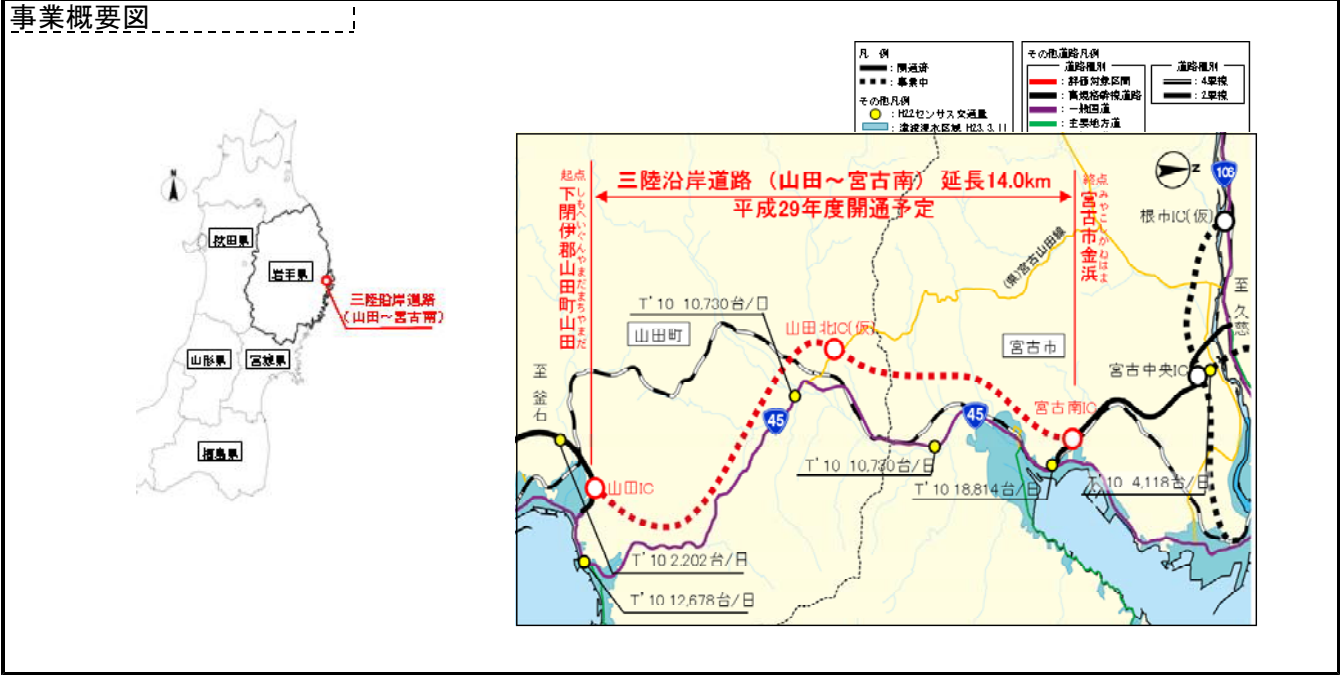 事業概要図
凡 例
：開通済
：事業中
その他凡例
：H22センサス交通量
：津波浸水区域 H23.3.11
その他道路凡例
道路種別
：評価対象区間
：高規格幹線道路
：一般国道
：主要地方道
道路種別
：4車線
：2車線
N
秋田県
岩手県
三陸沿岸道路
（山田～宮古南）
山形県
宮城県
福島県
起点
下閉伊郡山田町山田
しもへいぐんやまだまちやまだ
三陸沿岸道路（山田～宮古南）延長14.0km
平成29年度開通予定
終点
宮古市金浜
みやこしかねはま
N
106
根市IC(仮)
至 久慈
(県)宮古山田線
T'10 10,730台/日
山田町
山田北IC(仮)
宮古市
宮古中央IC
至 釜石
45
45
宮古南IC
T'10 10,730台/日
T'10 18,814台/日
T'10 4,118台/日
山田IC
T'10 2,202台/日
T'10 12,678台/日